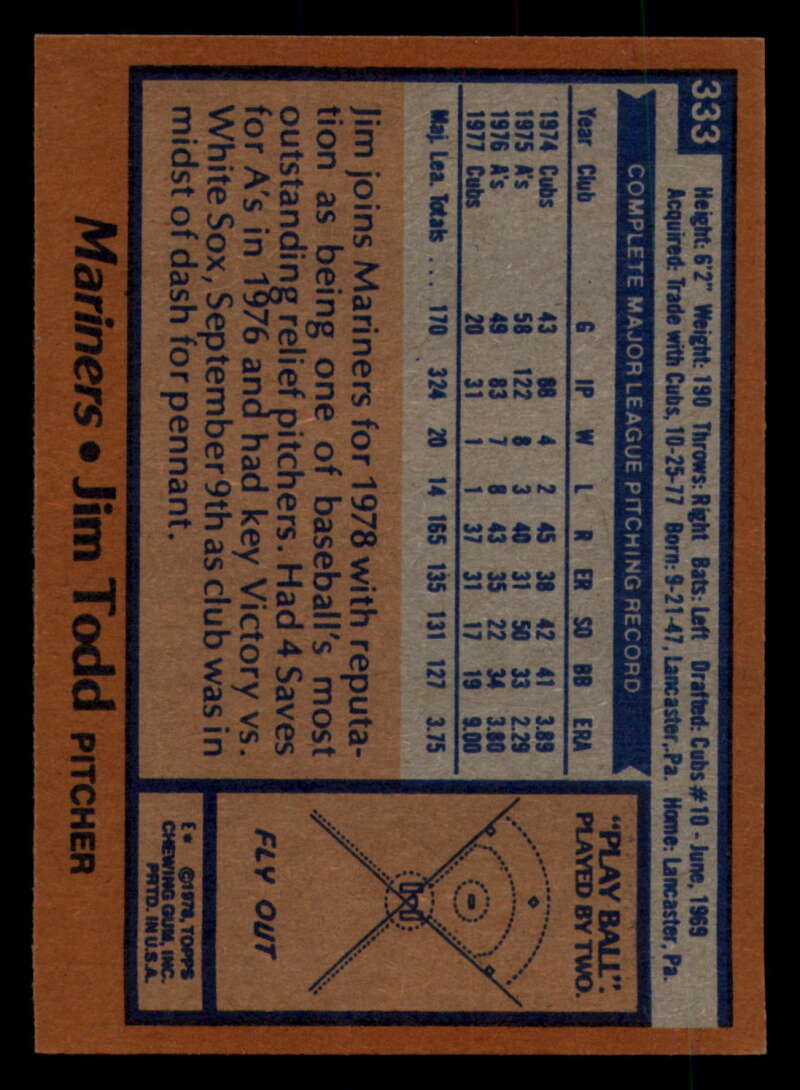 333
Height: 6'2" Weight: 190 Throws: Right Bats: Left Drafted: Cubs #10 - June, 1969
Acquired: Trade with Cubs, 10-25-77 Born: 9-21-47, Lancaster, Pa. Home: Lancaster, Pa.
COMPLETE MAJOR LEAGUE PITCHING RECORD
Year Club G IP W L R ER SO BB ERA
1974 Cubs 43 88 4 2 45 38 42 41 3.89
1975 A's 58 122 8 3 40 31 50 33 2.29
1976 A's 49 83 7 8 43 35 22 34 3.80
1977 Cubs 20 31 1 1 37 31 17 19 9.00
Maj. Lea. Totals ... 170 324 20 14 165 135 131 127 3.75
Jim joins Mariners for 1978 with reputa-
tion as being one of baseball's most
outstanding relief pitchers. Had 4 Saves
for A's in 1976 and had key Victory vs.
White Sox, September 9th as club was in
midst of dash for pennant.
"PLAY BALL":
PLAYED BY TWO.
FLY OUT
E* ©1978, TOPPS
CHEWING GUM, INC.
PRTD. IN U.S.A.
Mariners • Jim Todd PITCHER